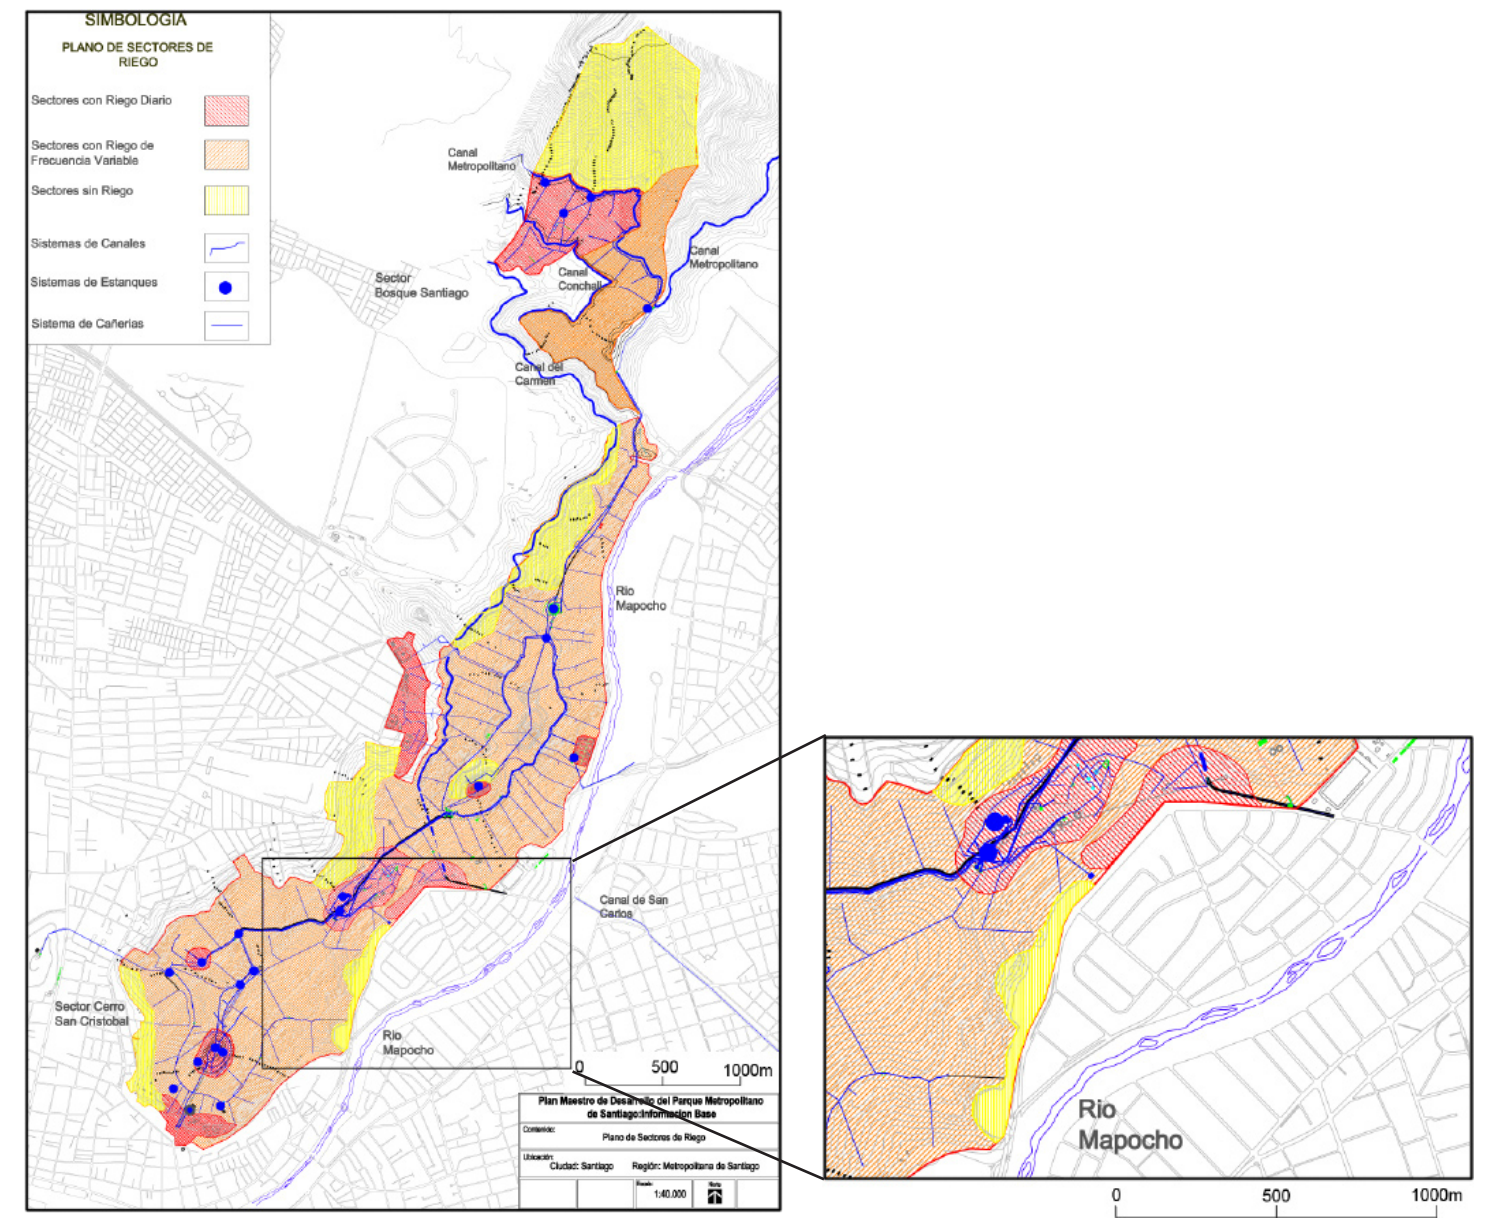 SIMBOLOGIA
PLANO DE SECTORES DE
RIEGO
Sectores con Riego Diario
Sectores con Riego de
Frecuencia Variable
Sectores sin Riego
Sistemas de Canales
Sistemas de Estanques
Sistema de Cañerias
Canal
Metropolitano
Canal
Metropolitano
Canal
Conchali
Sector
Bosque Santiago
Canal del
Carmen
Rio
Mapocho
Canal de San
Carlos
Sector Cerro
San Cristobal
Rio
Mapocho
0 500 1000m
Plan Maestro de Desarrollo del Parque Metropolitano
de Santiago:Informacion Base
Contenido:
Plano de Sectores de Riego
Ubicación:
Ciudad: Santiago Región: Metropolitana de Santiago
Escala:
1:40.000
Norte
Rio
Mapocho
0 500 1000m